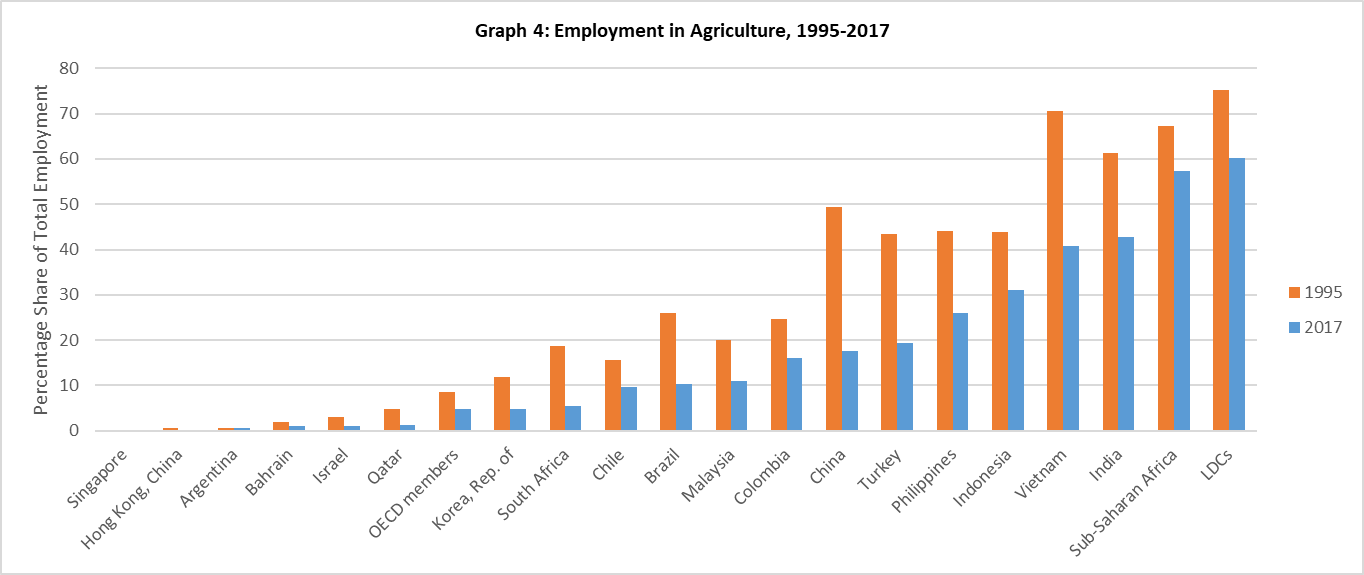 Graph 4: Employment in Agriculture, 1995-2017
Percentage Share of Total Employment
80
70
60
50
40
30
20
10
0
Singapore
Hong Kong, China
Argentina
Bahrain
Israel
Qatar
OECD members
Korea, Rep. of
South Africa
Chile
Brazil
Malaysia
Colombia
China
Turkey
Philippines
Indonesia
Vietnam
India
Sub-Saharan Africa
LDCs
1995
2017